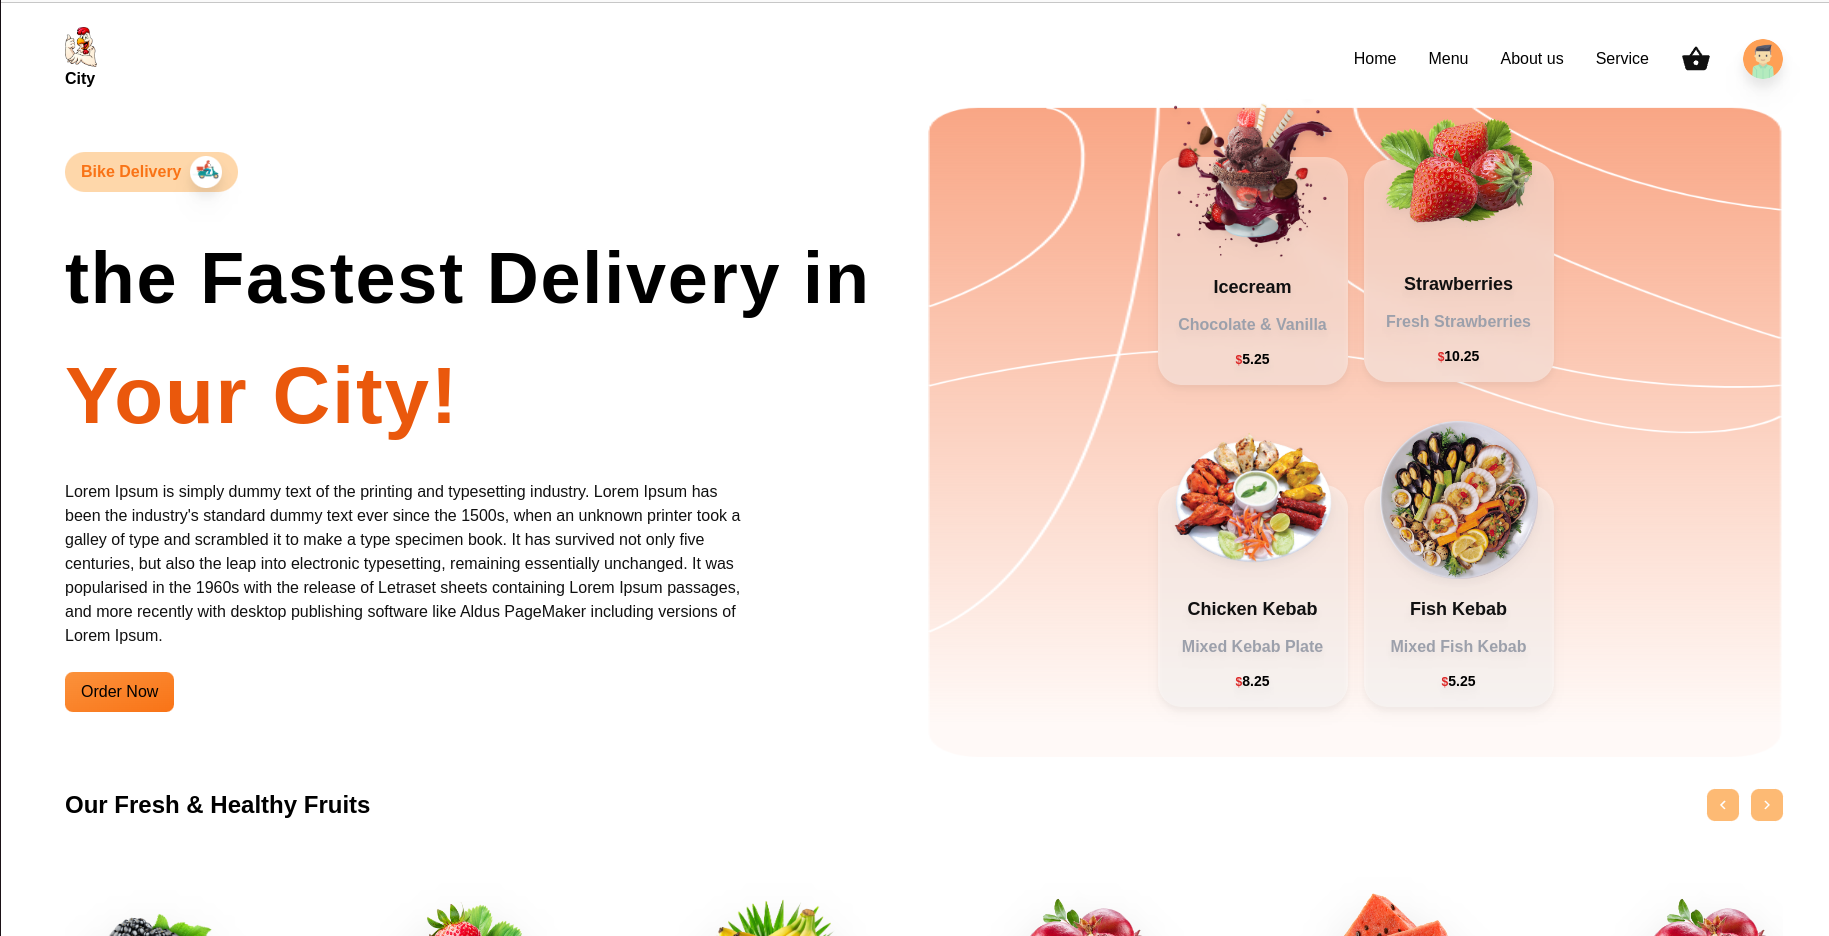 City
Home
Menu
About us
Service
Bike Delivery
the Fastest Delivery in
Your City!
Lorem Ipsum is simply dummy text of the printing and typesetting industry. Lorem Ipsum has
been the industry's standard dummy text ever since the 1500s, when an unknown printer took a
galley of type and scrambled it to make a type specimen book. It has survived not only five
centuries, but also the leap into electronic typesetting, remaining essentially unchanged. It was
popularised in the 1960s with the release of Letraset sheets containing Lorem Ipsum passages,
and more recently with desktop publishing software like Aldus PageMaker including versions of
Lorem Ipsum.
Order Now
Icecream
Chocolate & Vanilla
$5.25
Strawberries
Fresh Strawberries
$10.25
Chicken Kebab
Mixed Kebab Plate
$8.25
Fish Kebab
Mixed Fish Kebab
$5.25
Our Fresh & Healthy Fruits